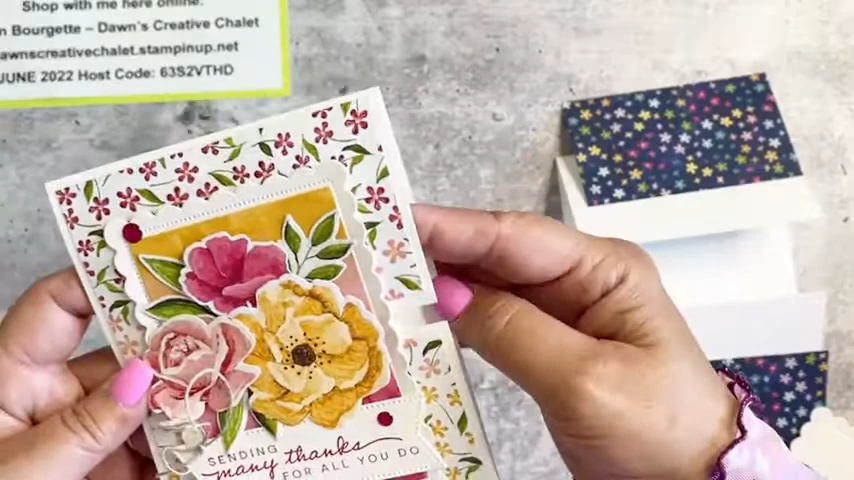 Shop with me here online:
n Bourgette – Dawn's Creative Chalet
awnscreativechalet.stampinup.net
JUNE 2022 Host Code: 63S2VTHD
SENDING
many thanks
FOR ALL YOU DO